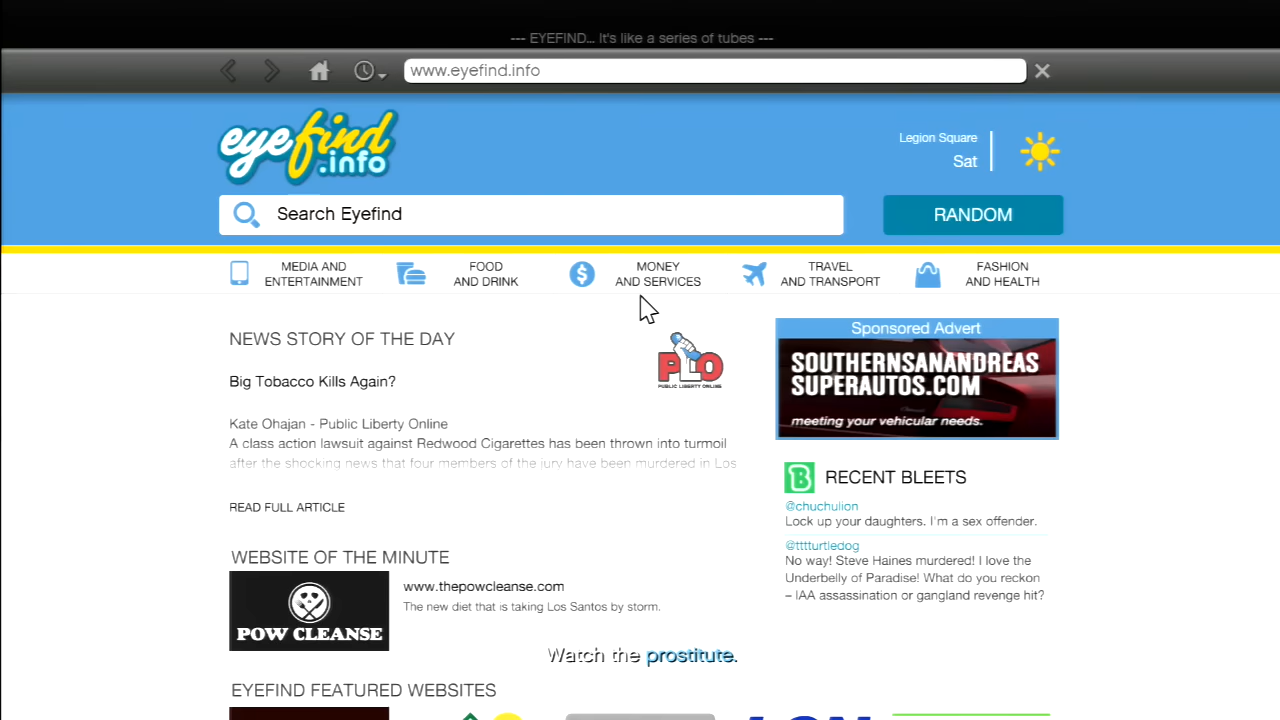 --- EYEFIND... It's like a series of tubes ---
www.eyefind.info
eyefind
.info
Legion Square
Sat
Search Eyefind
RANDOM
MEDIA AND
ENTERTAINMENT
FOOD
AND DRINK
MONEY
AND SERVICES
TRAVEL
AND TRANSPORT
FASHION
AND HEALTH
NEWS STORY OF THE DAY
PLO
PUBLIC LIBERTY ONLINE
Big Tobacco Kills Again?
Kate Ohajan - Public Liberty Online
A class action lawsuit against Redwood Cigarettes has been thrown into turmoil
after the shocking news that four members of the jury have been murdered in Los
READ FULL ARTICLE
Sponsored Advert
SOUTHERNSANANDREAS
SUPERAUTOS.COM
meeting your vehicular needs.
B
RECENT BLEETS
@chuchulion
Lock up your daughters. I'm a sex offender.
@tttturtledog
No way! Steve Haines murdered! I love the
Underbelly of Paradise! What do you reckon
– IAA assassination or gangland revenge hit?
WEBSITE OF THE MINUTE
POW CLEANSE
www.thepowcleanse.com
The new diet that is taking Los Santos by storm.
Watch the prostitute.
EYEFIND FEATURED WEBSITES